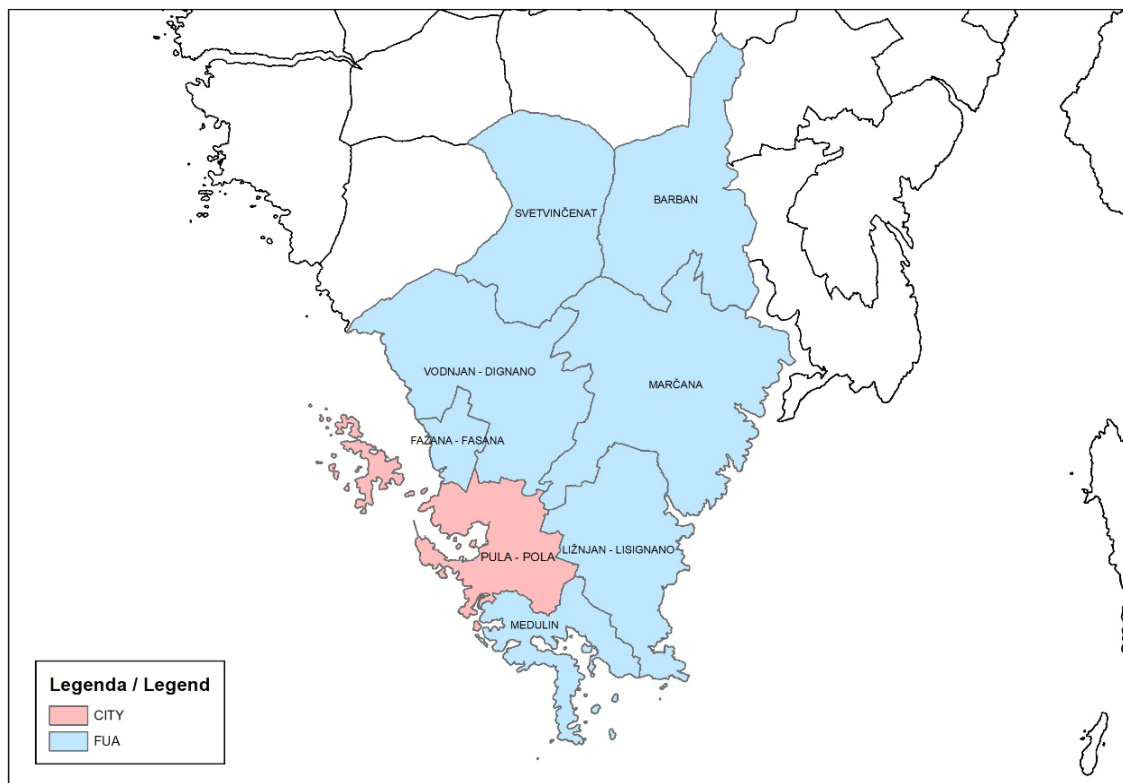 SVETVINČENAT
BARBAN
VODNJAN - DIGNANO
MARČANA
FAŽANA - FASANA
PULA - POLA
LIŽNJAN - LISIGNANO
MEDULIN
Legenda / Legend
CITY
FUA